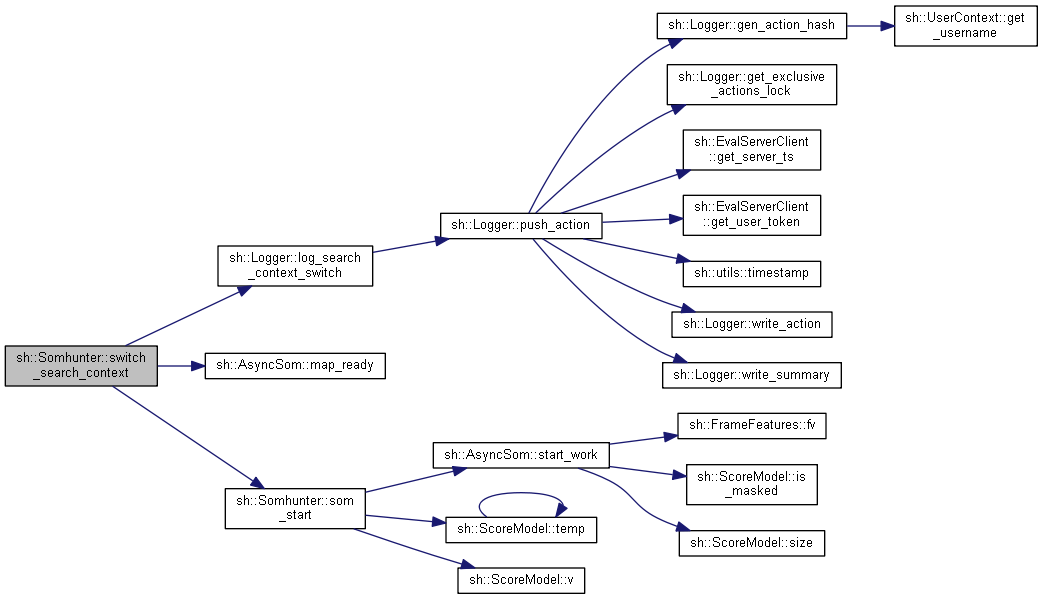 sh::Logger::gen_action_hash
sh::UserContext::get
_username
sh::Logger::get_exclusive
_actions_lock
sh::EvalServerClient
::get_server_ts
sh::EvalServerClient
::get_user_token
sh::Logger::push_action
sh::Logger::log_search
_context_switch
sh::utils::timestamp
sh::Logger::write_action
sh::Somhunter::switch
_search_context
sh::AsyncSom::map_ready
sh::Logger::write_summary
sh::FrameFeatures::fv
sh::AsyncSom::start_work
sh::ScoreModel::is
_masked
sh::Somhunter::som
_start
sh::ScoreModel::temp
sh::ScoreModel::size
sh::ScoreModel::v